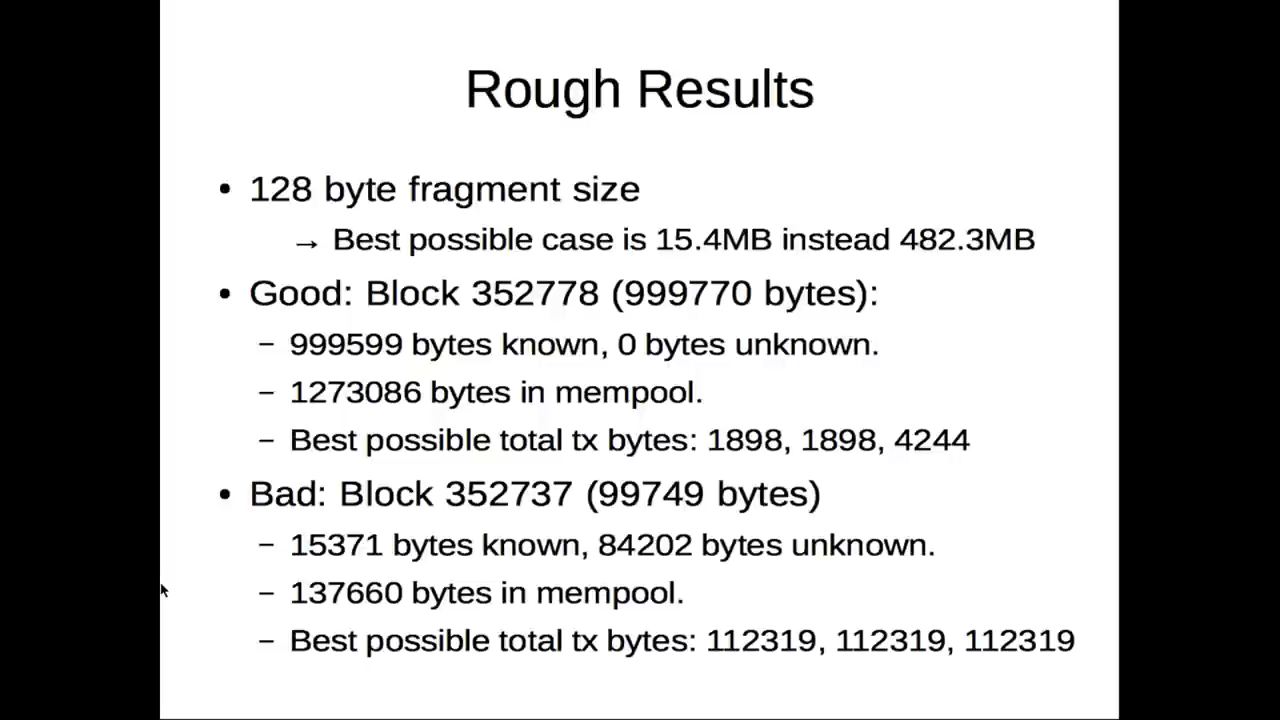 Rough Results
• 128 byte fragment size
→ Best possible case is 15.4MB instead 482.3MB
• Good: Block 352778 (999770 bytes):
– 999599 bytes known, 0 bytes unknown.
– 1273086 bytes in mempool.
– Best possible total tx bytes: 1898, 1898, 4244
• Bad: Block 352737 (99749 bytes)
– 15371 bytes known, 84202 bytes unknown.
– 137660 bytes in mempool.
– Best possible total tx bytes: 112319, 112319, 112319